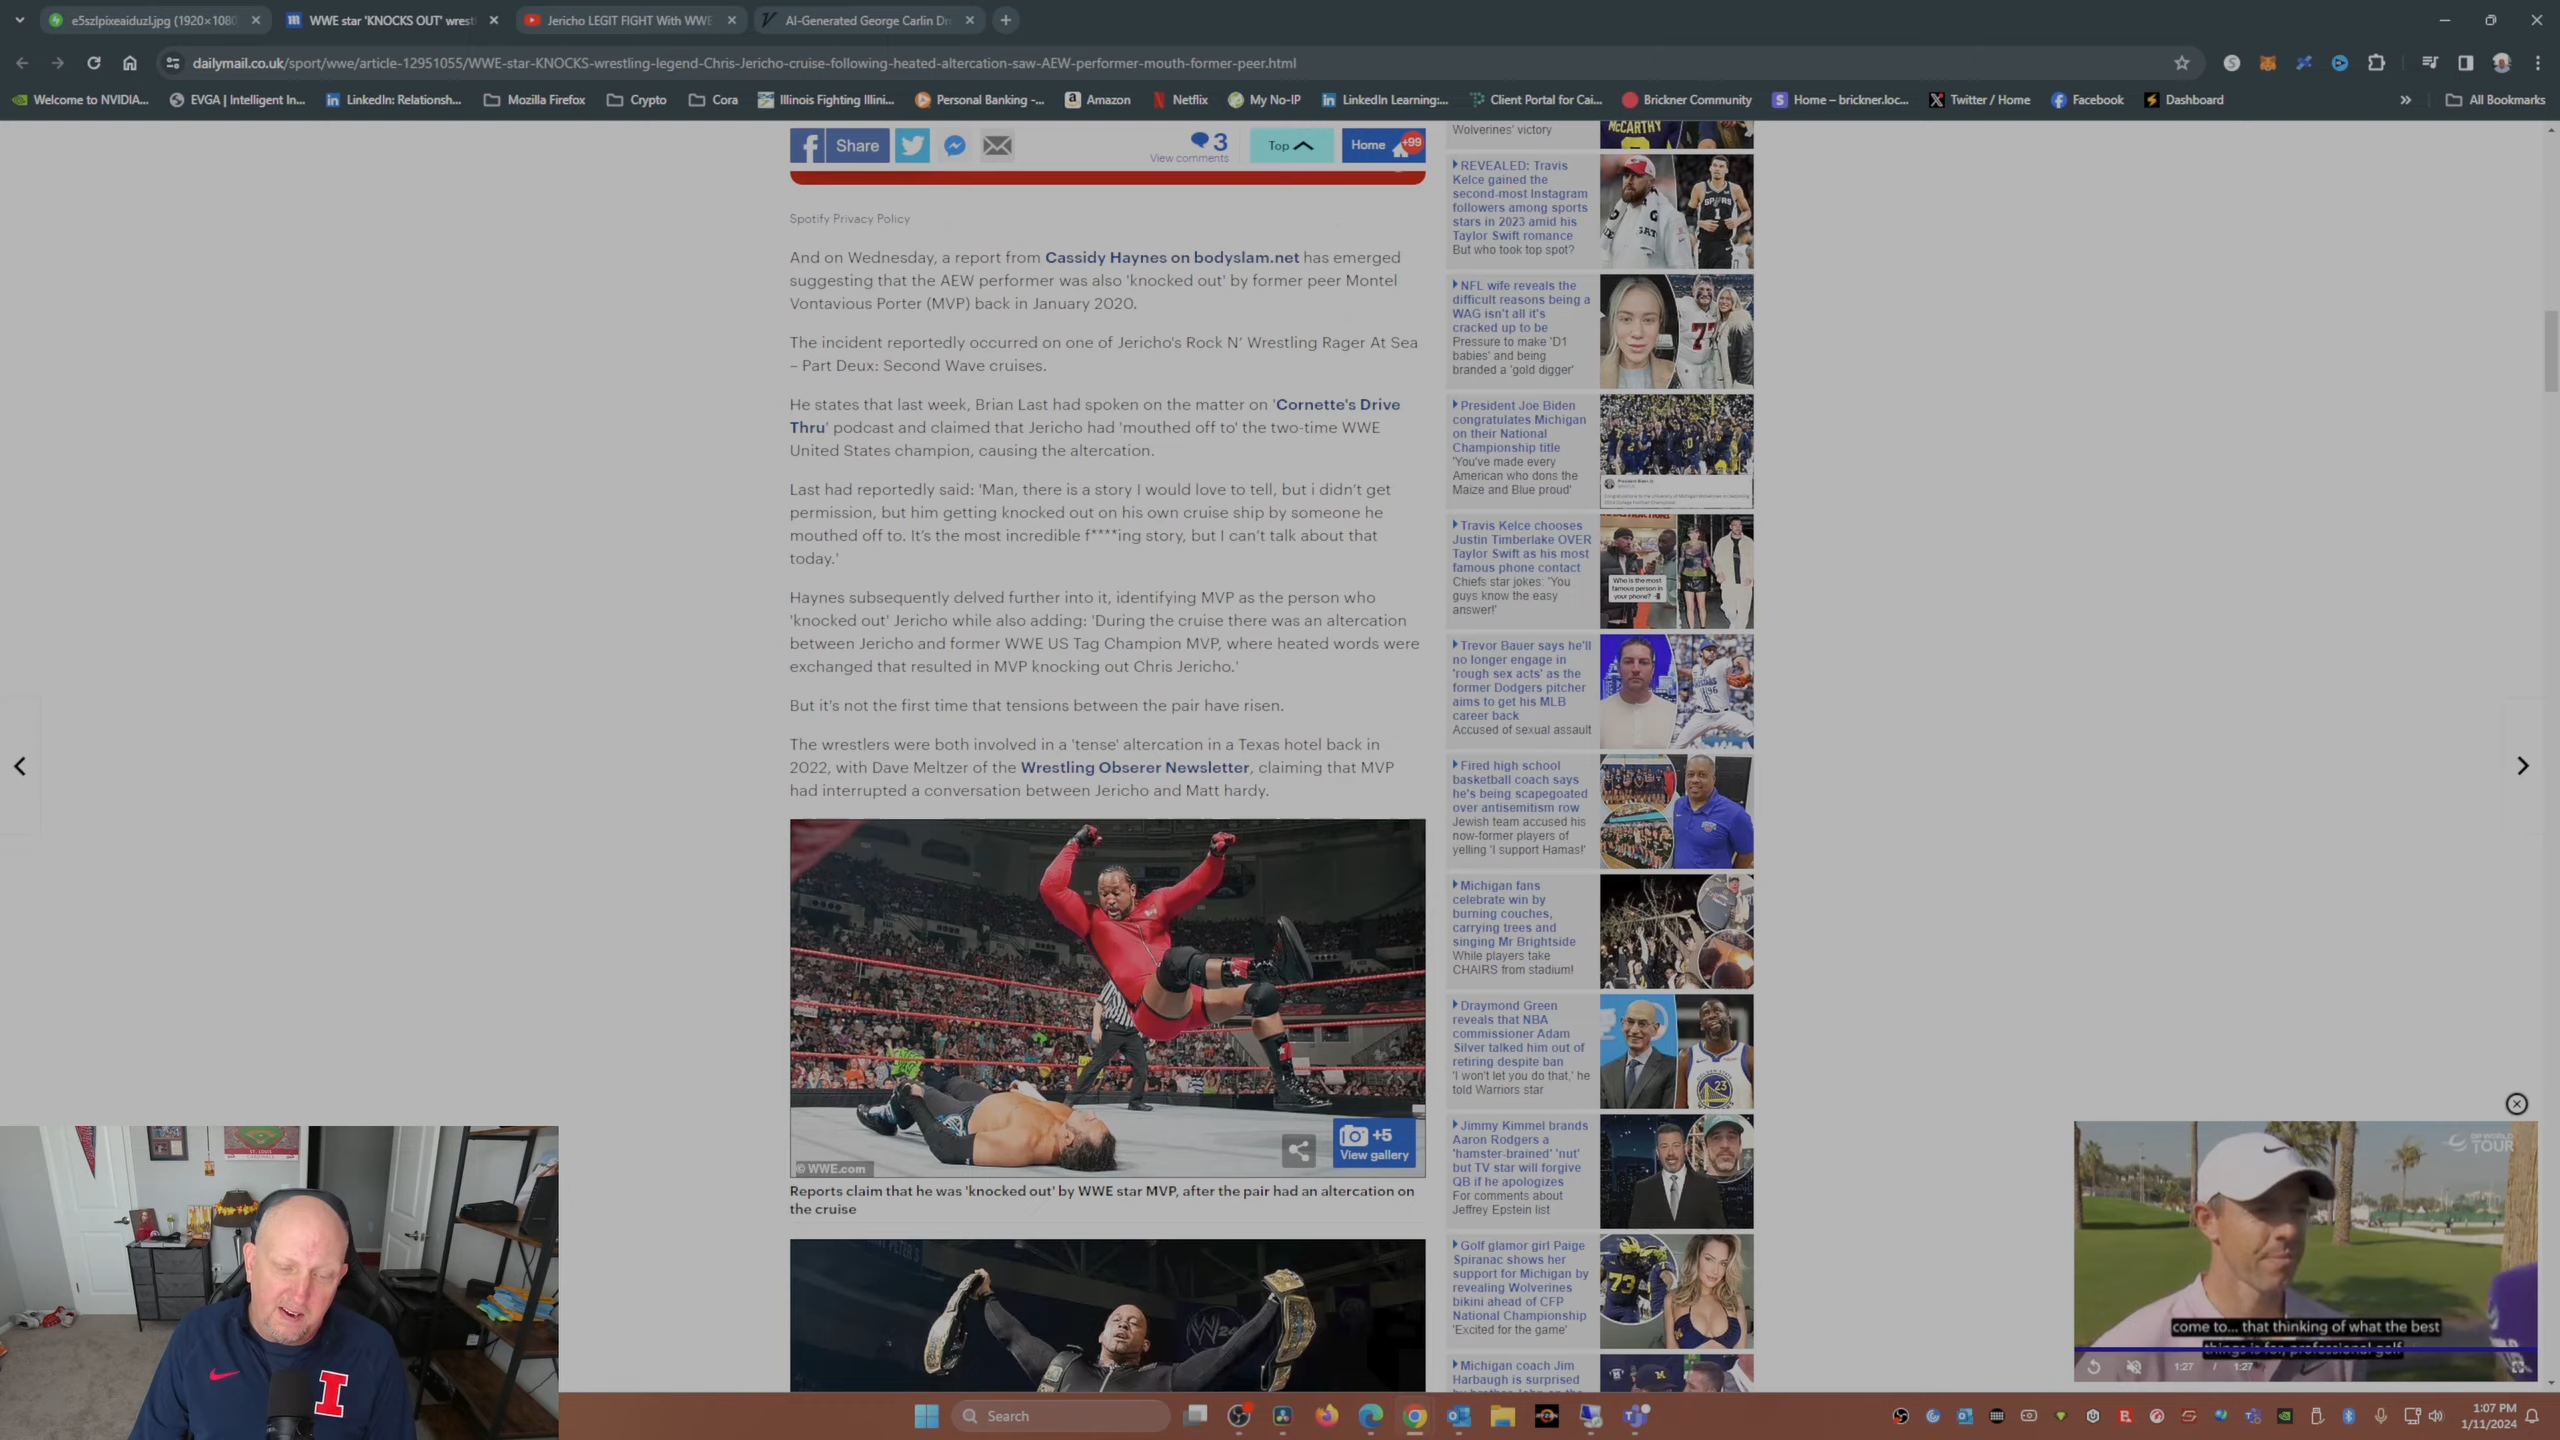 e5szlpixeaiduzl.jpg (1920×1080
WWE star 'KNOCKS OUT' wrest
Jericho LEGIT FIGHT With WWE
AI-Generated George Carlin Dr
dailymail.co.uk/sport/wwe/article-12951055/WWE-star-KNOCKS-wrestling-legend-Chris-Jericho-cruise-following-heated-altercation-saw-AEW-performer-mouth-former-peer.html
Welcome to NVIDIA...
EVGA | Intelligent In...
LinkedIn: Relationsh...
Mozilla Firefox
Crypto
Cora
Illinois Fighting Illini...
Personal Banking -...
Amazon
Netflix
My No-IP
LinkedIn Learning:...
Client Portal for Cai...
Brickner Community
Home – brickner.loc...
Twitter / Home
Facebook
Dashboard
All Bookmarks
Share
3
View comments
Top
Home
+99
Spotify Privacy Policy
And on Wednesday, a report from Cassidy Haynes on bodyslam.net has emerged
suggesting that the AEW performer was also 'knocked out' by former peer Montel
Vontavious Porter (MVP) back in January 2020.
The incident reportedly occurred on one of Jericho's Rock N' Wrestling Rager At Sea
– Part Deux: Second Wave cruises.
He states that last week, Brian Last had spoken on the matter on 'Cornette's Drive
Thru' podcast and claimed that Jericho had 'mouthed off to' the two-time WWE
United States champion, causing the altercation.
Last had reportedly said: 'Man, there is a story I would love to tell, but i didn't get
permission, but him getting knocked out on his own cruise ship by someone he
mouthed off to. It's the most incredible f****ing story, but I can't talk about that
today.'
Haynes subsequently delved further into it, identifying MVP as the person who
'knocked out' Jericho while also adding: 'During the cruise there was an altercation
between Jericho and former WWE US Tag Champion MVP, where heated words were
exchanged that resulted in MVP knocking out Chris Jericho.'
But it's not the first time that tensions between the pair have risen.
The wrestlers were both involved in a 'tense' altercation in a Texas hotel back in
2022, with Dave Meltzer of the Wrestling Obserer Newsletter, claiming that MVP
had interrupted a conversation between Jericho and Matt hardy.
© WWE.com
+5
View gallery
Reports claim that he was 'knocked out' by WWE star MVP, after the pair had an altercation on
the cruise
Wolverines' victory
McCARTHY
REVEALED: Travis
Kelce gained the
second-most Instagram
followers among sports
stars in 2023 amid his
Taylor Swift romance
But who took top spot?
SPURS
1
NFL wife reveals the
difficult reasons being a
WAG isn't all it's
cracked up to be
Pressure to make 'D1
babies' and being
branded a 'gold digger'
President Joe Biden
congratulates Michigan
on their National
Championship title
'You've made every
American who dons the
Maize and Blue proud'
Travis Kelce chooses
Justin Timberlake OVER
Taylor Swift as his most
famous phone contact
Chiefs star jokes: 'You
guys know the easy
answer!'
Who is the most
famous person in
your phone?
Trevor Bauer says he'll
no longer engage in
'rough sex acts' as the
former Dodgers pitcher
aims to get his MLB
career back
Accused of sexual assault
96
Fired high school
basketball coach says
he's being scapegoated
over antisemitism row
Jewish team accused his
now-former players of
yelling 'I support Hamas!'
Michigan fans
celebrate win by
burning couches,
carrying trees and
singing Mr Brightside
While players take
CHAIRS from stadium!
Draymond Green
reveals that NBA
commissioner Adam
Silver talked him out of
retiring despite ban
'I won't let you do that,' he
told Warriors star
23
Jimmy Kimmel brands
Aaron Rodgers a
'hamster-brained' 'nut'
but TV star will forgive
QB if he apologizes
For comments about
Jeffrey Epstein list
Golf glamor girl Paige
Spiranac shows her
support for Michigan by
revealing Wolverines
bikini ahead of CFP
National Championship
'Excited for the game'
73
Michigan coach Jim
Harbaugh is surprised
DP WORLD
TOUR
come to... that thinking of what the best
things is for, professional golf
1:27 / 1:27
ST. LOUIS
I
Search
1:07 PM
1/11/2024